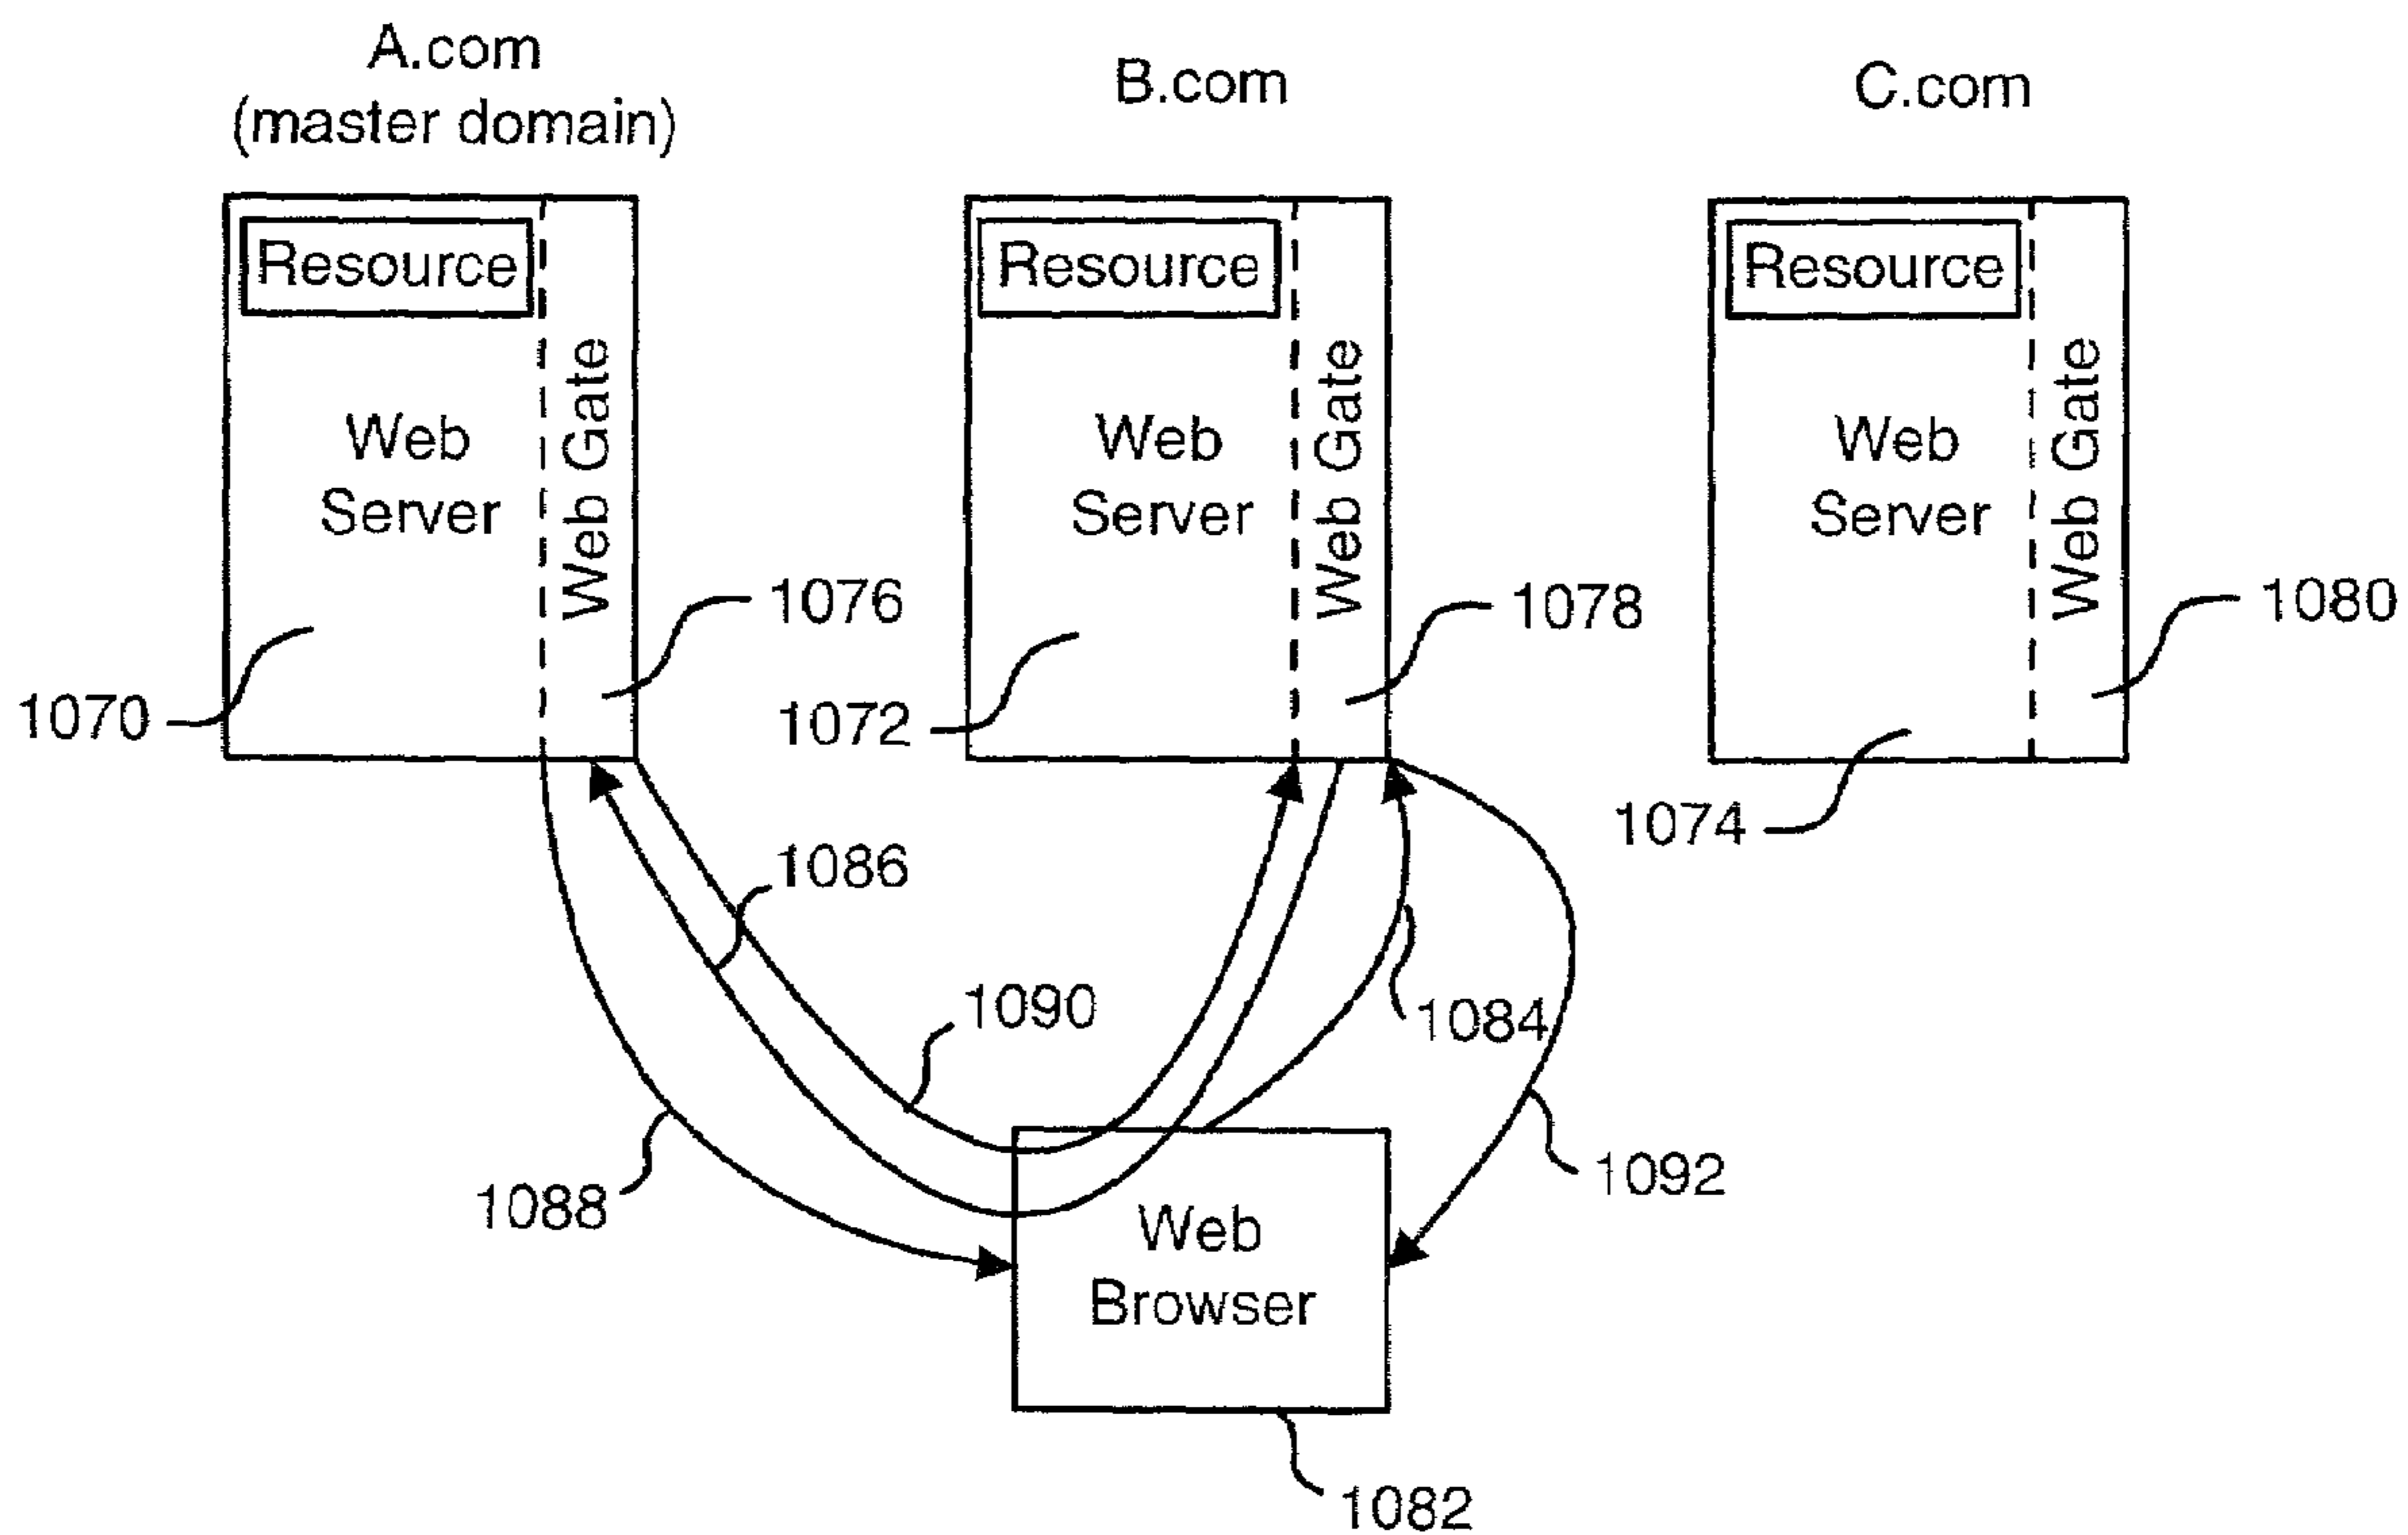 A.com
(master domain)
B.com
C.com
Resource
Resource
Resource
Web
Server
Web Gate
Web
Server
Web Gate
Web
Server
Web Gate
1076
1078
1080
1070
1072
1074
1086
1090
1084
1088
1092
Web
Browser
1082